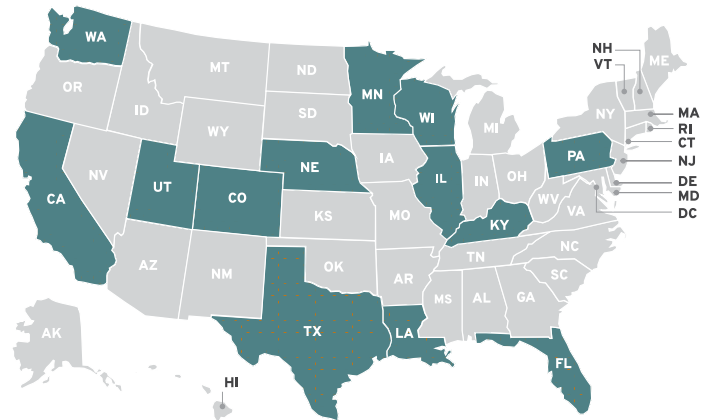 WA
MT
ND
MN
NH
VT
ME
OR
ID
SD
WI
MI
NY
MA
RI
CT
WY
IA
PA
NJ
NE
NV
UT
CO
IL
IN
OH
DE
MD
DC
CA
KS
MO
KY
WV
VA
AZ
NM
OK
AR
TN
NC
SC
MS
AL
GA
TX
LA
AK
FL
HI